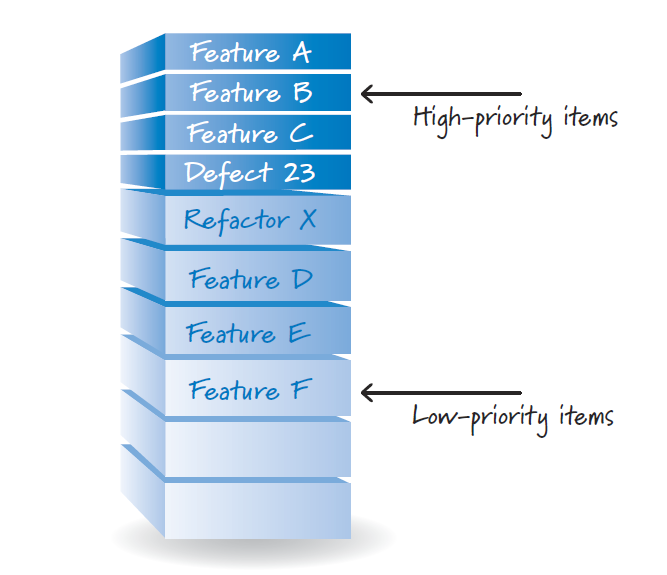 Feature A
Feature B
High-priority items
Feature C
Defect 23
Refactor X
Feature D
Feature E
Feature F
Low-priority items